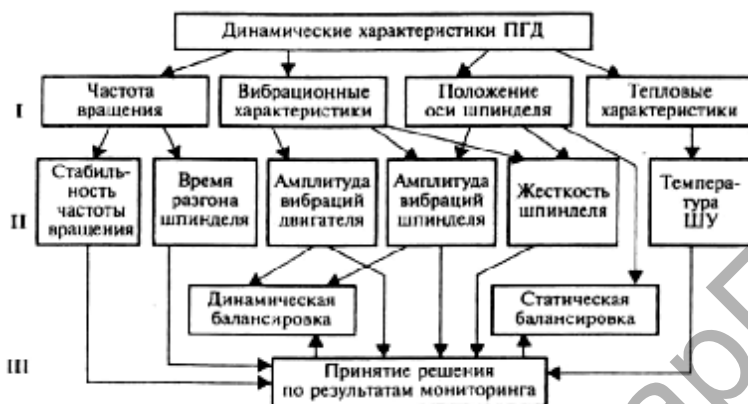 Динамические характеристики ПГД
I
Частота
вращения
Вибрационные
характеристики
Положение
оси шпинделя
Тепловые
характеристики
II
Стабиль-
ность
частоты
вращения
Время
разгона
шпинделя
Амплитуда
вибраций
двигателя
Амплитуда
вибраций
шпинделя
Жесткость
шпинделя
Темпера-
тура
ШУ
Динамическая
балансировка
Статическая
балансировка
III
Принятие решения
по результатам мониторинга